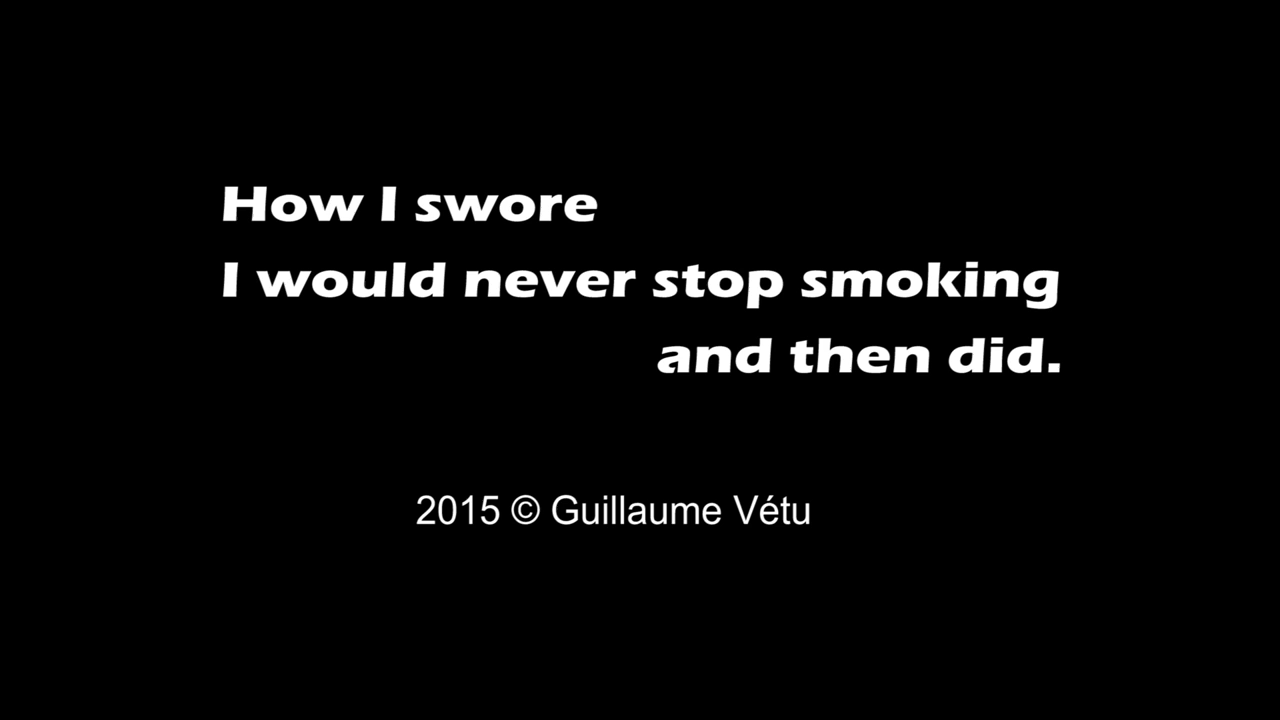 How I swore
I would never stop smoking
and then did.
2015 © Guillaume Vétu